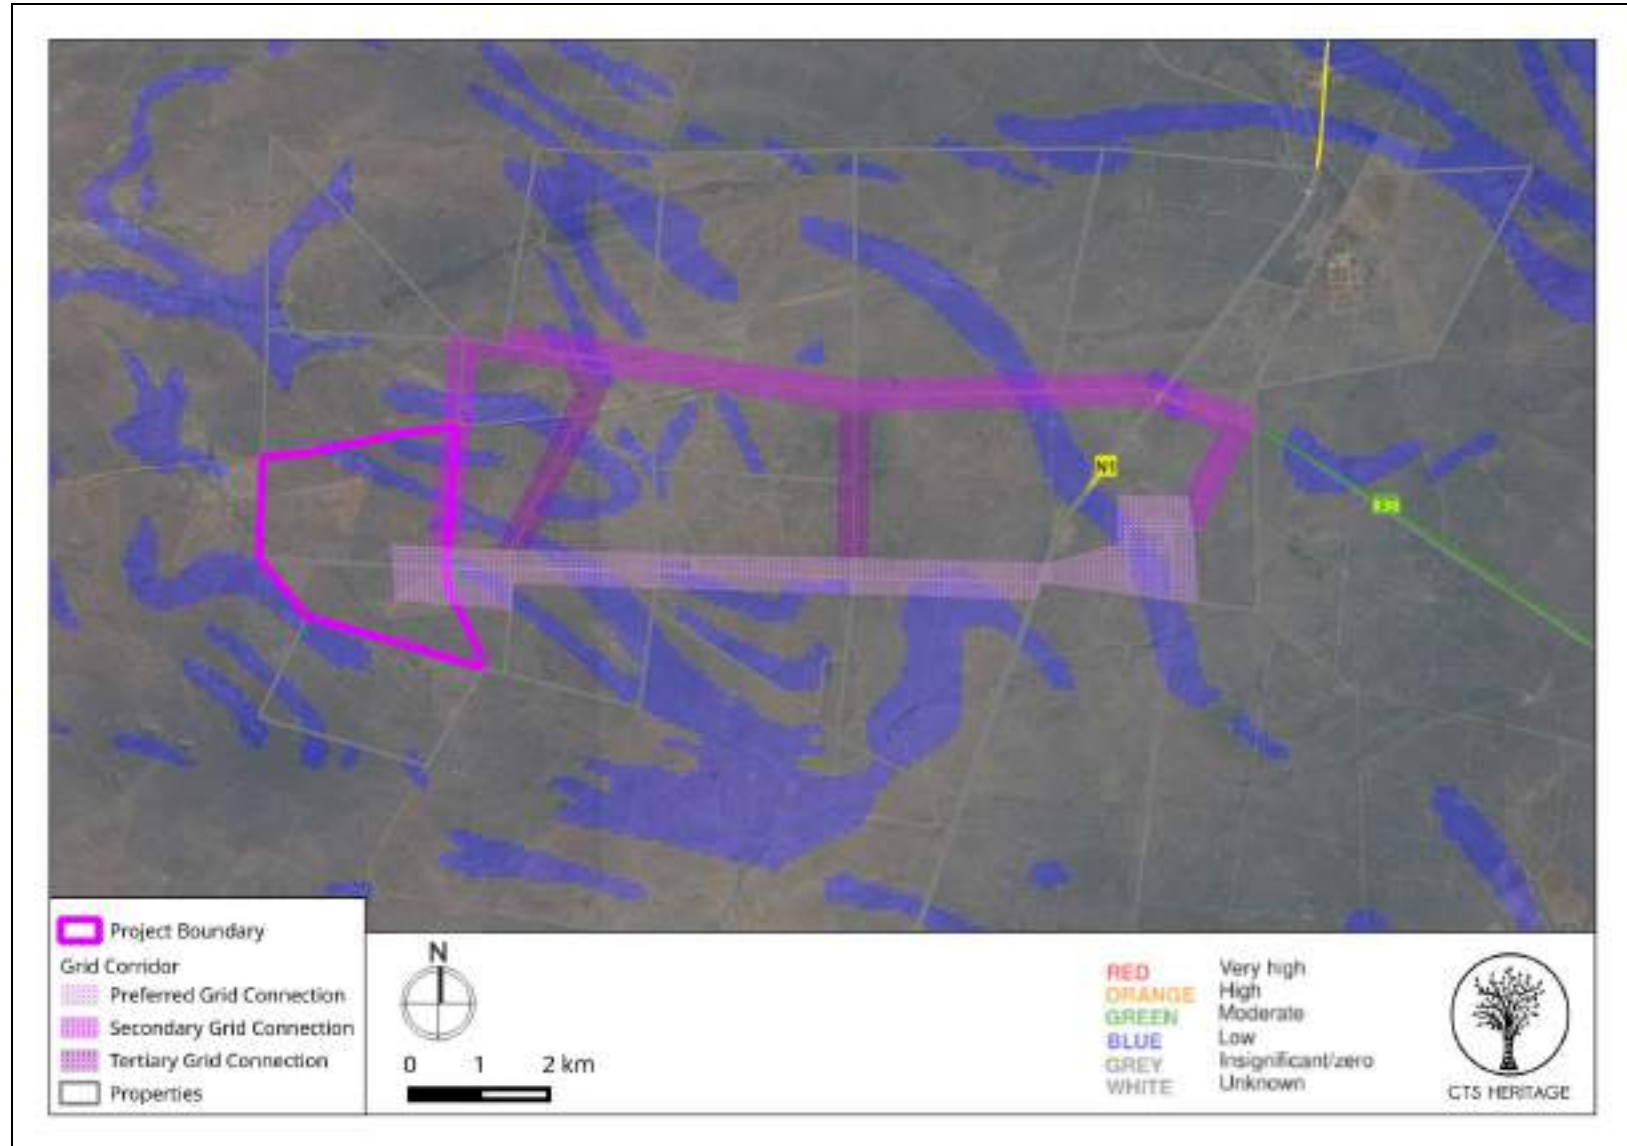 N1
Project Boundary
Grid Corridor
Preferred Grid Connection
Secondary Grid Connection
Tertiary Grid Connection
Properties
N
0 1 2 km
RED Very high
ORANGE High
GREEN Moderate
BLUE Low
GREY Insignificant/zero
WHITE Unknown
CTS HERITAGE